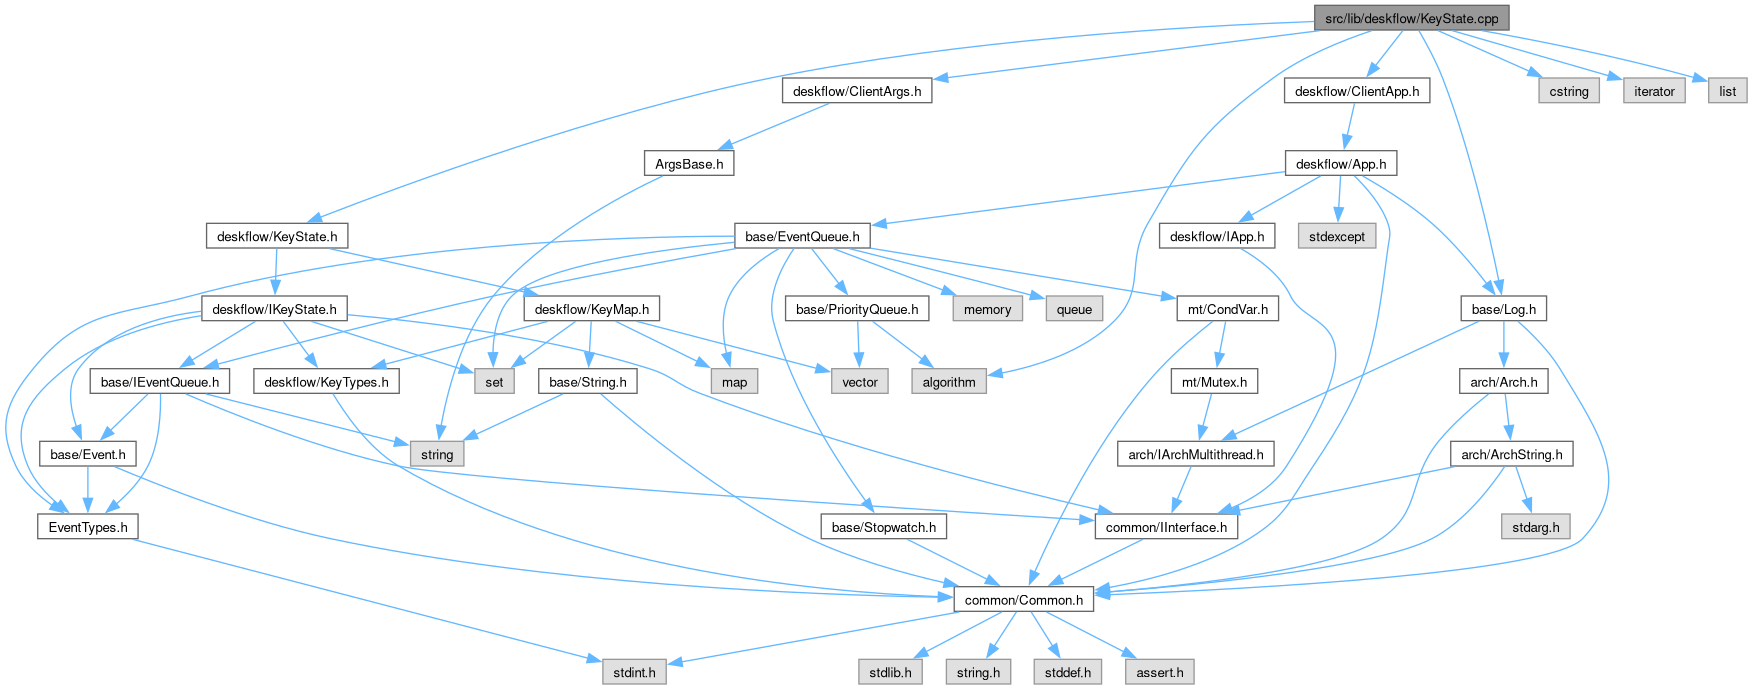 src/lib/deskflow/KeyState.cpp
deskflow/ClientArgs.h
deskflow/ClientApp.h
cstring
iterator
list
ArgsBase.h
deskflow/App.h
deskflow/KeyState.h
base/EventQueue.h
deskflow/IApp.h
stdexcept
deskflow/IKeyState.h
deskflow/KeyMap.h
base/PriorityQueue.h
memory
queue
mt/CondVar.h
base/Log.h
base/IEventQueue.h
deskflow/KeyTypes.h
set
base/String.h
map
vector
algorithm
mt/Mutex.h
arch/Arch.h
base/Event.h
string
arch/IArchMultithread.h
arch/ArchString.h
EventTypes.h
base/Stopwatch.h
common/IInterface.h
stdarg.h
common/Common.h
stdint.h
stdlib.h
string.h
stddef.h
assert.h